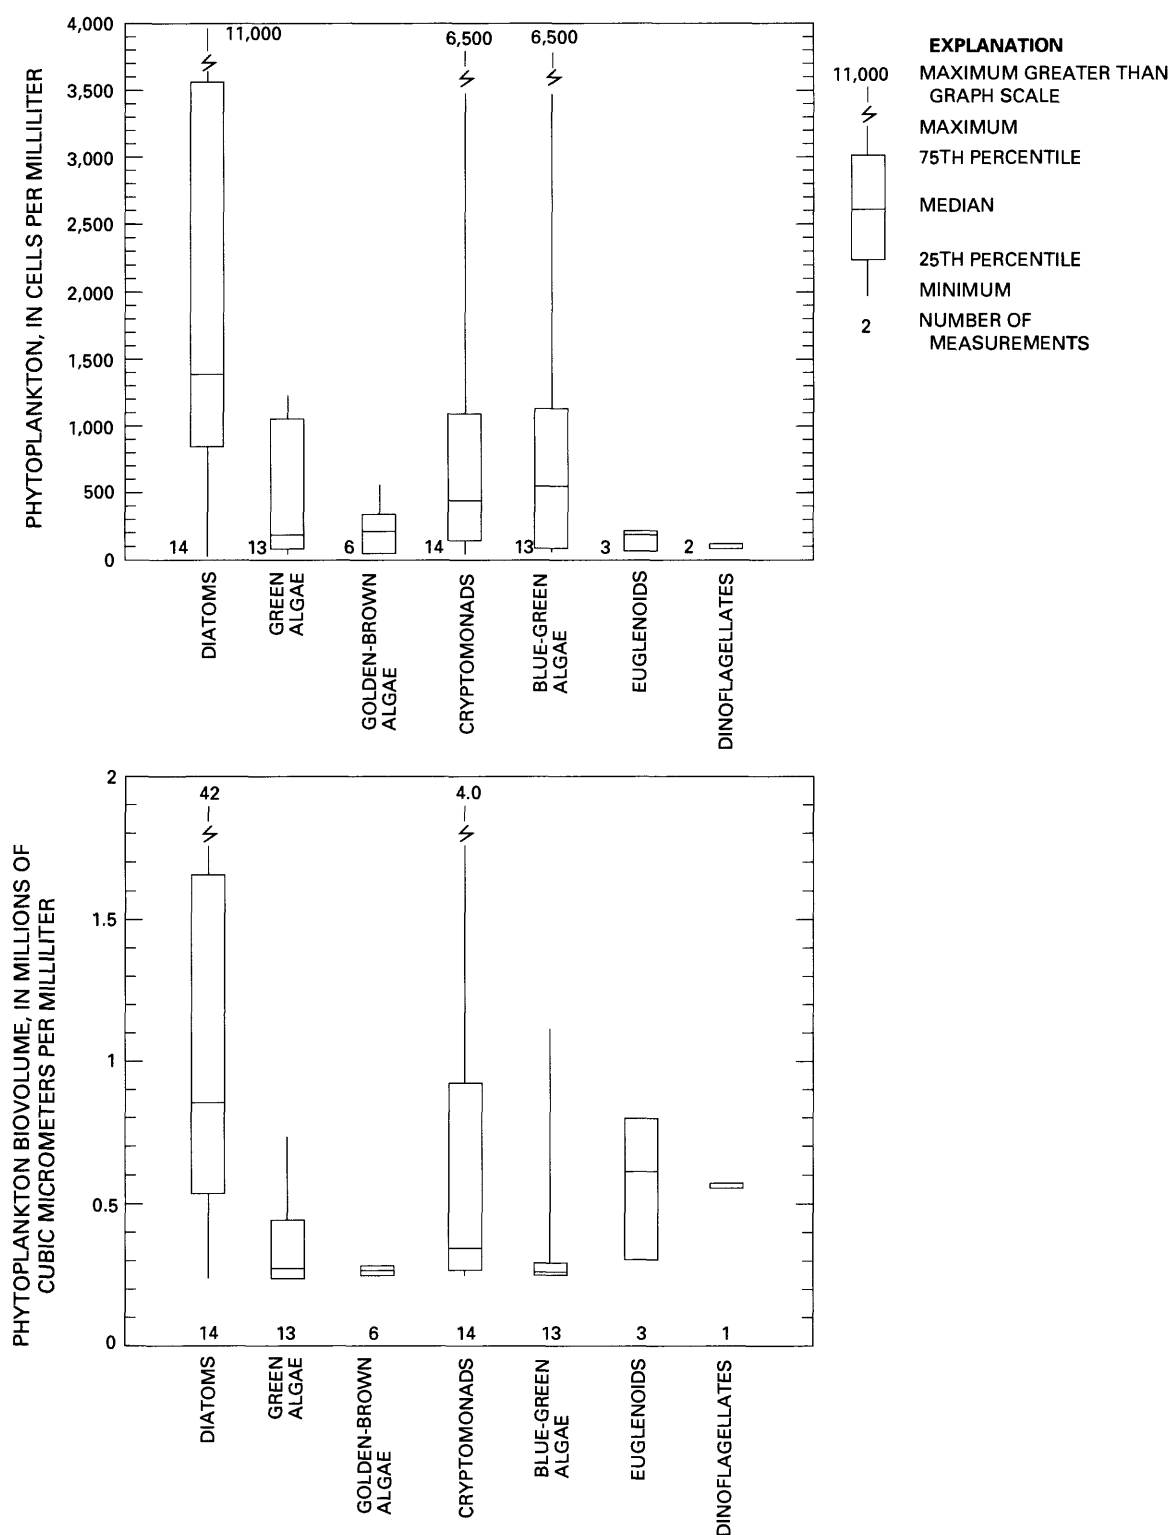 PHYTOPLANKTON, IN CELLS PER MILLILITER
4,000
3,500
3,000
2,500
2,000
1,500
1,000
500
0
11,000
6,500
6,500
14
13
6
14
13
3
2
DIATOMS
GREEN
ALGAE
GOLDEN-BROWN
ALGAE
CRYPTOMONADS
BLUE-GREEN
ALGAE
EUGLENOIDS
DINOFLAGELLATES
EXPLANATION
11,000
MAXIMUM GREATER THAN
GRAPH SCALE
MAXIMUM
75TH PERCENTILE
MEDIAN
25TH PERCENTILE
MINIMUM
2
NUMBER OF
MEASUREMENTS
PHYTOPLANKTON BIOVOLUME, IN MILLIONS OF
CUBIC MICROMETERS PER MILLILITER
2
1.5
1
0.5
0
42
4.0
14
13
6
14
13
3
1
DIATOMS
GREEN
ALGAE
GOLDEN-BROWN
ALGAE
CRYPTOMONADS
BLUE-GREEN
ALGAE
EUGLENOIDS
DINOFLAGELLATES